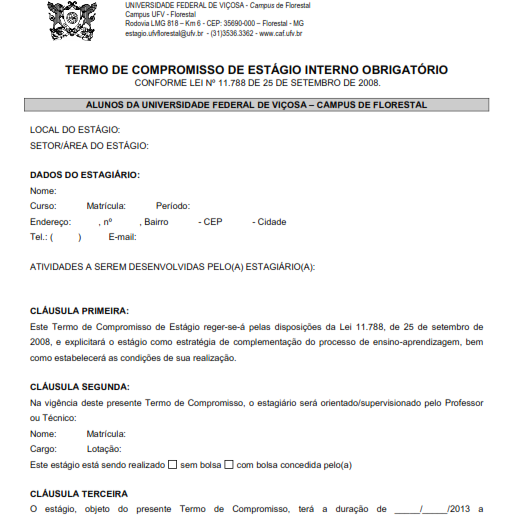 UNIVERSIDADE FEDERAL DE VIÇOSA - Campus de Florestal
Campus UFV - Florestal
Rodovia LMG 818 – Km 6 - CEP: 35690-000 – Florestal - MG
estagio.ufvflorestal@ufv.br - (31)3536.3362 - www.caf.ufv.br
TERMO DE COMPROMISSO DE ESTÁGIO INTERNO OBRIGATÓRIO
CONFORME LEI Nº 11.788 DE 25 DE SETEMBRO DE 2008.
ALUNOS DA UNIVERSIDADE FEDERAL DE VIÇOSA – CAMPUS DE FLORESTAL
LOCAL DO ESTÁGIO:
SETOR/ÁREA DO ESTÁGIO:
DADOS DO ESTAGIÁRIO:
Nome:
Curso: Matrícula: Período:
Endereço: , nº , Bairro - CEP - Cidade
Tel.: ( ) E-mail:
ATIVIDADES A SEREM DESENVOLVIDAS PELO(A) ESTAGIÁRIO(A):
CLÁUSULA PRIMEIRA:
Este Termo de Compromisso de Estágio reger-se-á pelas disposições da Lei 11.788, de 25 de setembro de
2008, e explicitará o estágio como estratégia de complementação do processo de ensino-aprendizagem, bem
como estabelecerá as condições de sua realização.
CLÁUSULA SEGUNDA:
Na vigência deste presente Termo de Compromisso, o estagiário será orientado/supervisionado pelo Professor
ou Técnico:
Nome: Matrícula:
Cargo: Lotação:
Este estágio está sendo realizado ☐ sem bolsa ☐ com bolsa concedida pelo(a)
CLÁUSULA TERCEIRA
O estágio, objeto do presente Termo de Compromisso, terá a duração de _____/_____/2013 a